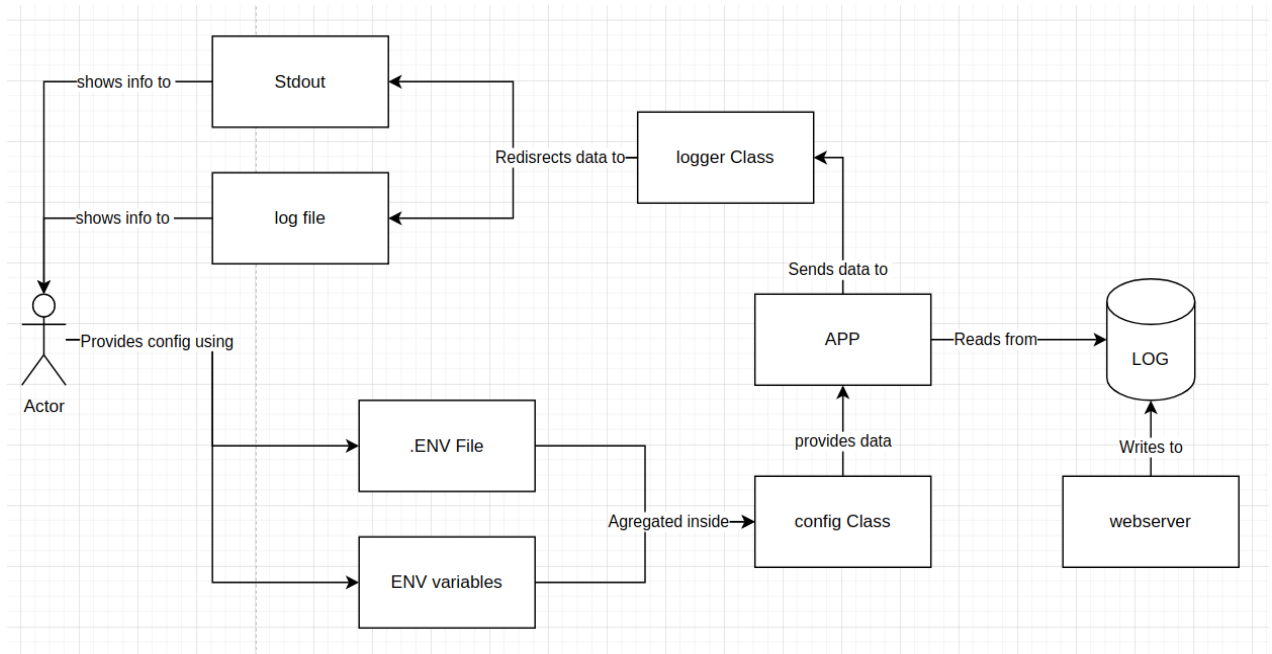 Stdout
shows info to
logger Class
Redisrects data to
log file
shows info to
Sends data to
APP
Reads from
LOG
Provides config using
Actor
.ENV File
provides data
Writes to
Agregated inside
config Class
webserver
ENV variables